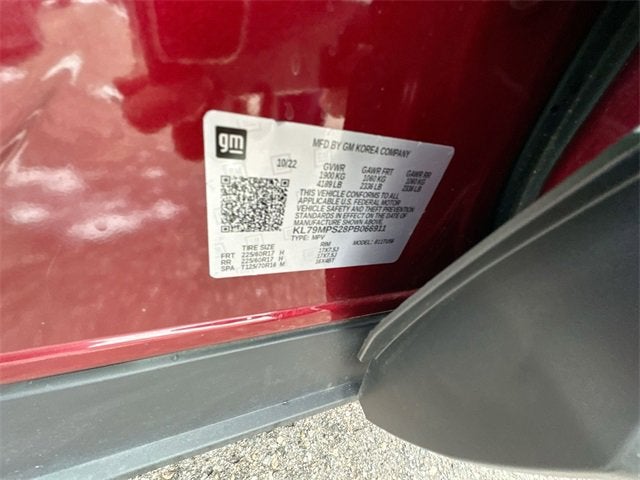 gm
MFD BY GM KOREA COMPANY
10/22 GVWR GAWR FRT GAWR RR
1900 KG 1060 KG 1060 KG
4189 LB 2336 LB 2336 LB
THIS VEHICLE CONFORMS TO ALL
APPLICABLE U.S. FEDERAL MOTOR
VEHICLE SAFETY AND THEFT PREVENTION
STANDARDS IN EFFECT ON THE DATE OF
MANUFACTURE SHOWN ABOVE.
KL79MPS28PB066911
TYPE: MPV MODEL:
TIRE SIZE RIM
FRT 225/60R17 H 17X7.5J
RR 225/60R17 H 17X7.5J
SPA T125/70R16 M 16X4BT